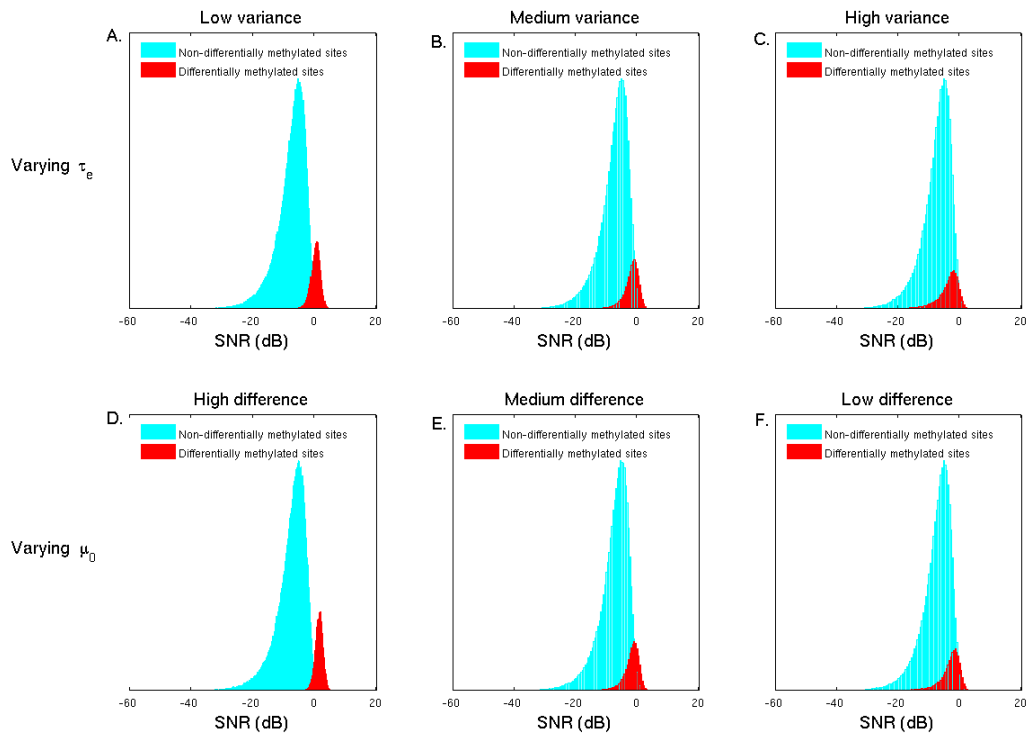 Low variance
Medium variance
High variance
A.
Non-differentially methylated sites
Differentially methylated sites
B.
Non-differentially methylated sites
Differentially methylated sites
C.
Non-differentially methylated sites
Differentially methylated sites
Varying τe
-60 -40 -20 0 20
SNR (dB)
-60 -40 -20 0 20
SNR (dB)
-60 -40 -20 0 20
SNR (dB)
High difference
Medium difference
Low difference
D.
Non-differentially methylated sites
Differentially methylated sites
E.
Non-differentially methylated sites
Differentially methylated sites
F.
Non-differentially methylated sites
Differentially methylated sites
Varying μ0
-60 -40 -20 0 20
SNR (dB)
-60 -40 -20 0 20
SNR (dB)
-60 -40 -20 0 20
SNR (dB)